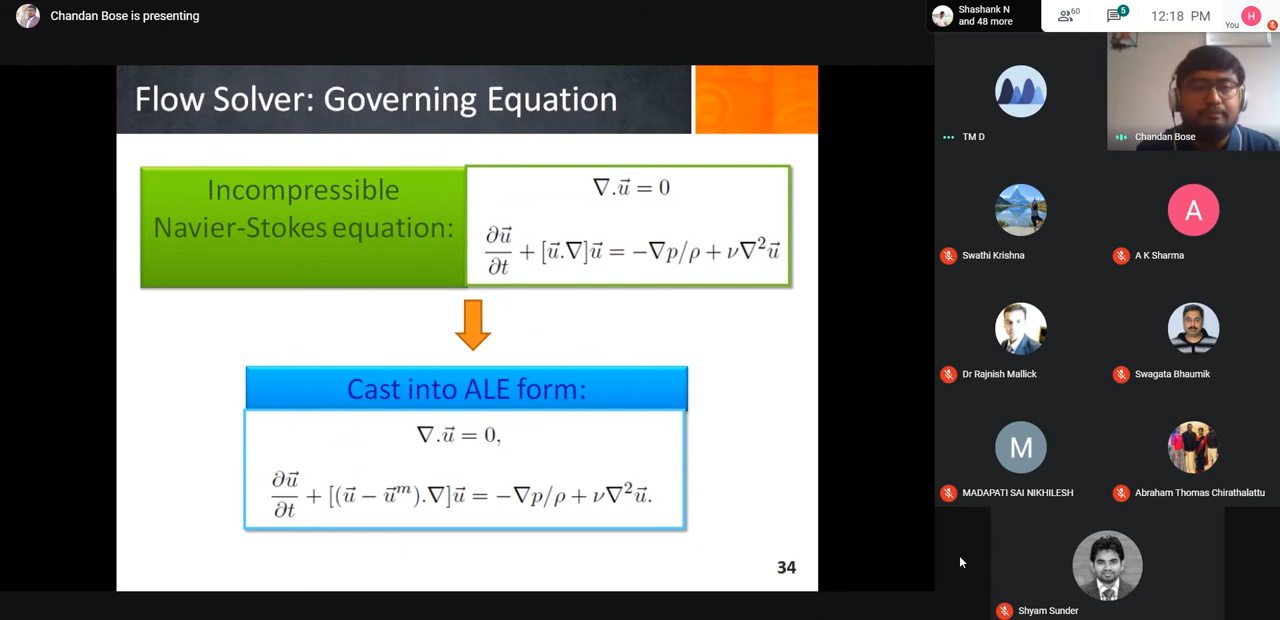 Chandan Bose is presenting
Shashank N
and 48 more
60
5
12:18 PM
You
H
Flow Solver: Governing Equation
Incompressible
Navier-Stokes equation:
∇.u⃗ = 0
∂u⃗/∂t + [u⃗.∇]u⃗ = −∇p/ρ + ν∇²u⃗
Cast into ALE form:
∇.u⃗ = 0,
∂u⃗/∂t + [(u⃗ − u⃗ᵐ).∇]u⃗ = −∇p/ρ + ν∇²u⃗.
34
TM D
Chandan Bose
Swathi Krishna
A
A K Sharma
Dr Rajnish Mallick
Swagata Bhaumik
M
MADAPATI SAI NIKHILESH
Abraham Thomas Chirathalattu
Shyam Sunder